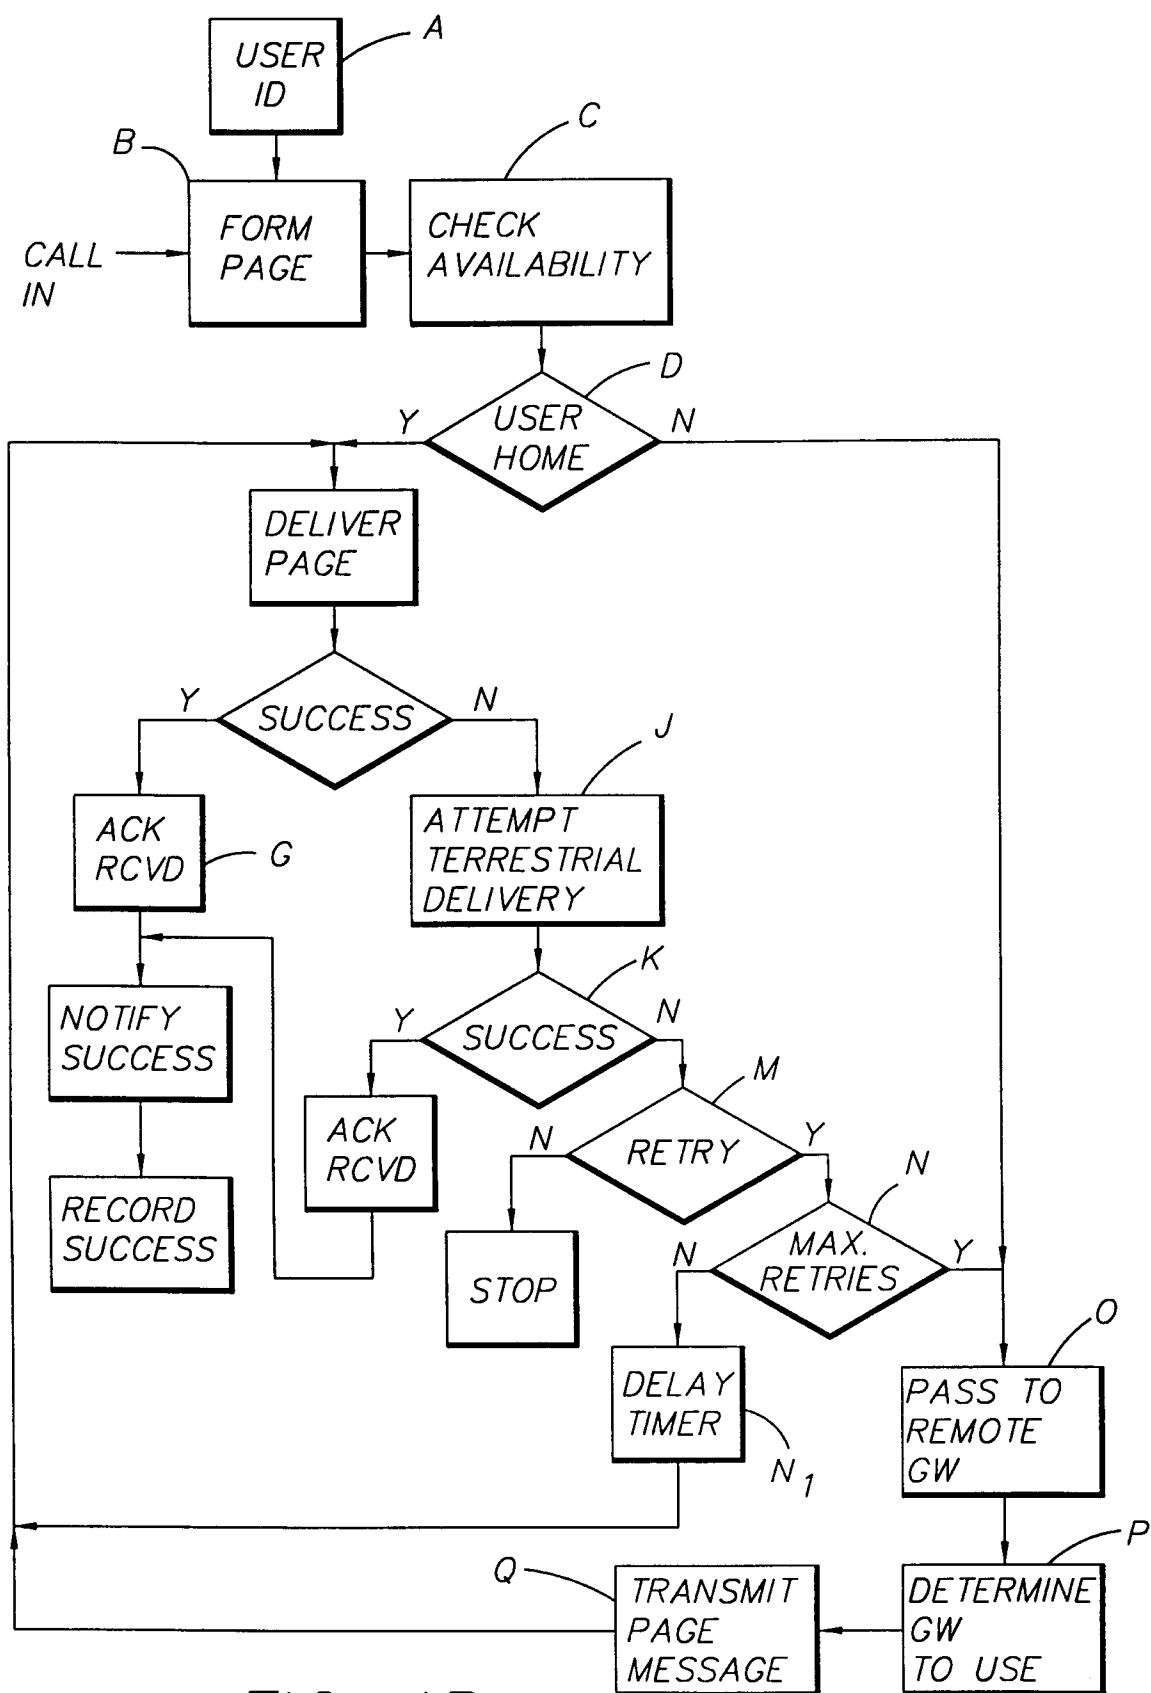 A
USER
ID
B
C
FORM
PAGE
CHECK
AVAILABILITY
CALL
IN
D
Y
USER
HOME
N
DELIVER
PAGE
Y
SUCCESS
N
J
ACK
RCVD
G
ATTEMPT
TERRESTRIAL
DELIVERY
K
NOTIFY
SUCCESS
Y
SUCCESS
N
M
ACK
RCVD
N
RETRY
Y
N
RECORD
SUCCESS
STOP
N
MAX.
RETRIES
Y
O
DELAY
TIMER
N1
PASS TO
REMOTE
GW
P
Q
TRANSMIT
PAGE
MESSAGE
DETERMINE
GW
TO USE